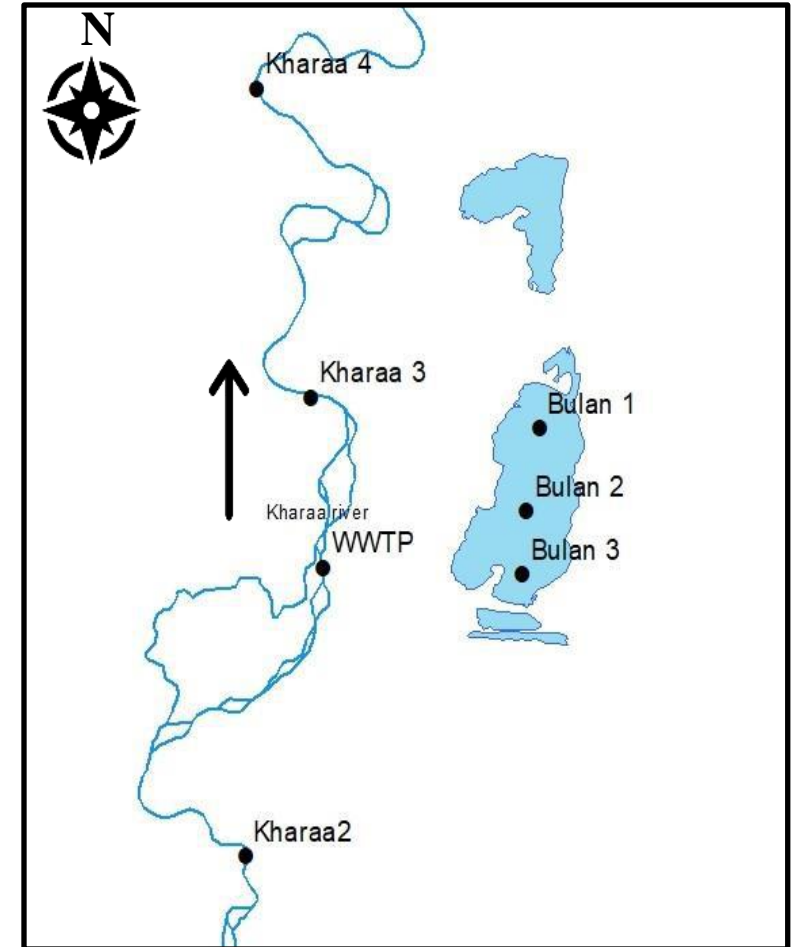 N
Kharaa 4
Kharaa 3
Bulan 1
Bulan 2
Kharaa river
WWTP
Bulan 3
Kharaa2